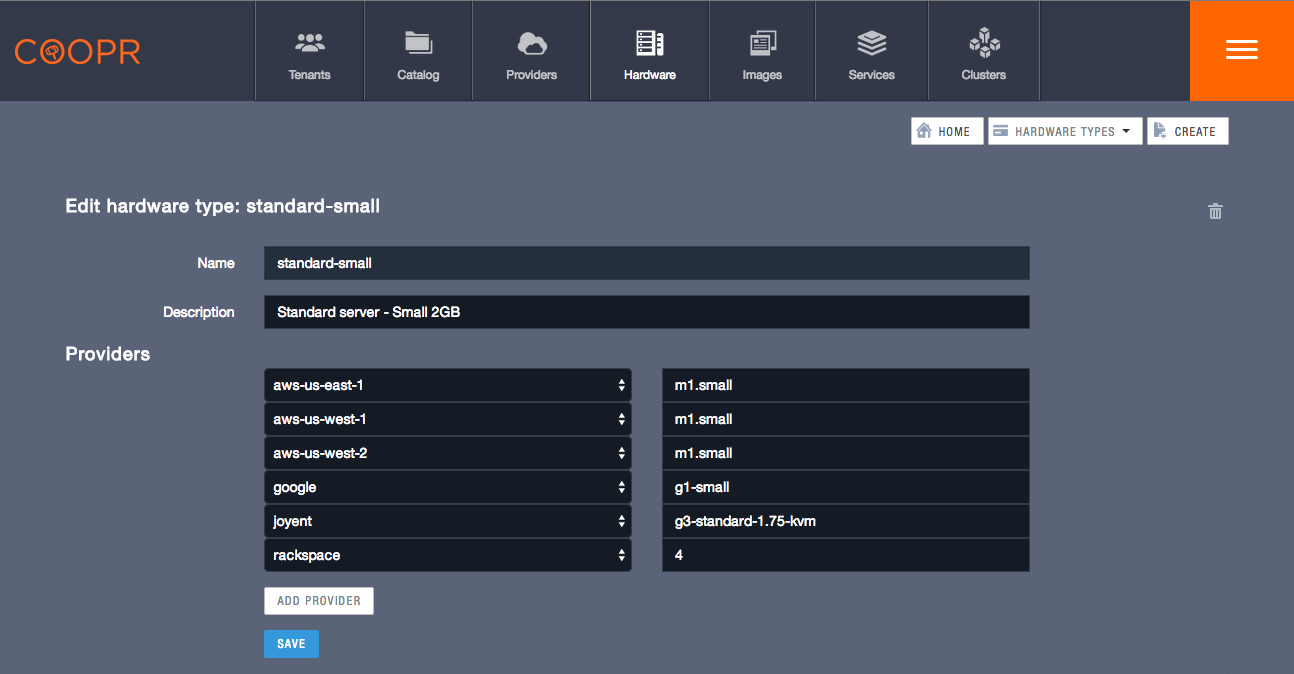 COOPR
Tenants
Catalog
Providers
Hardware
Images
Services
Clusters
HOME
HARDWARE TYPES
CREATE
Edit hardware type: standard-small
Name
standard-small
Description
Standard server - Small 2GB
Providers
aws-us-east-1 m1.small
aws-us-west-1 m1.small
aws-us-west-2 m1.small
google g1-small
joyent g3-standard-1.75-kvm
rackspace 4
ADD PROVIDER
SAVE